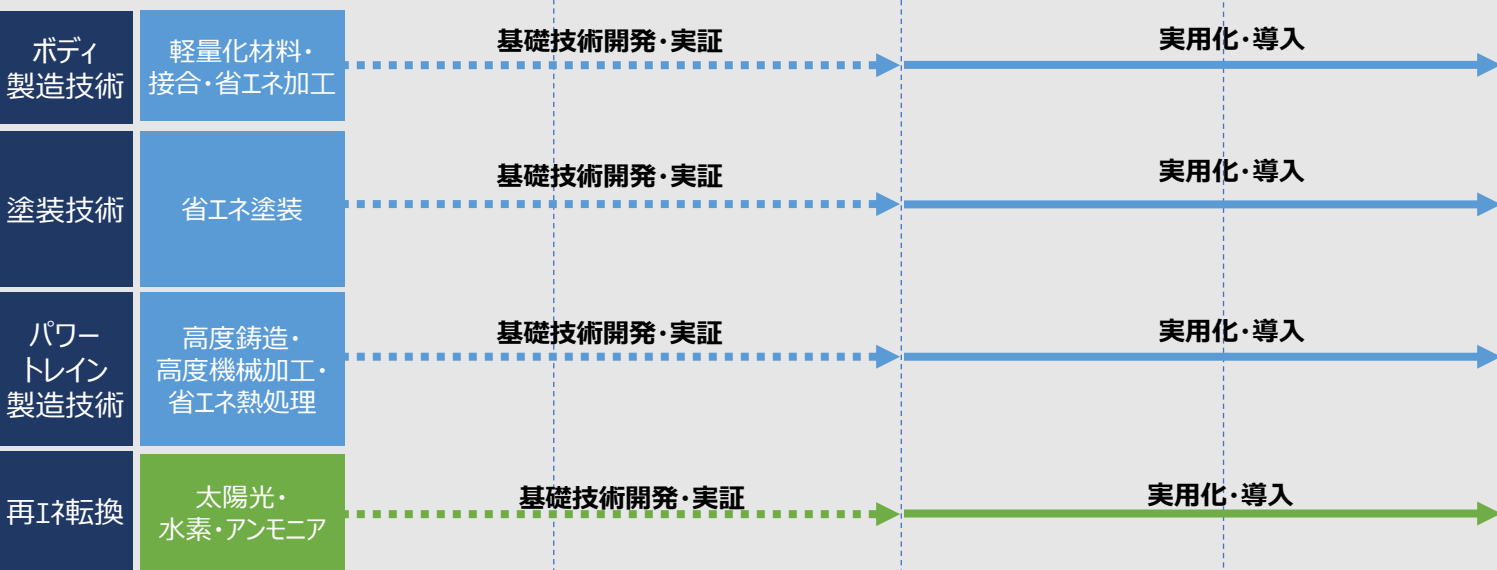 ボディ
製造技術
軽量化材料・
接合・省エネ加工
基礎技術開発・実証
実用化・導入
塗装技術
省エネ塗装
基礎技術開発・実証
実用化・導入
パワー
トレイン
製造技術
高度鋳造・
高度機械加工・
省エネ熱処理
基礎技術開発・実証
実用化・導入
再エネ転換
太陽光・
水素・アンモニア
基礎技術開発・実証
実用化・導入